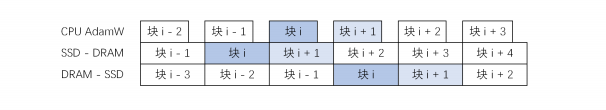 CPU AdamW 块 i - 2 块 i - 1 块 i 块 i + 1 块 i + 2 块 i + 3
SSD - DRAM 块 i - 1 块 i 块 i + 1 块 i + 2 块 i + 3 块 i + 4
DRAM - SSD 块 i - 3 块 i - 2 块 i - 1 块 i 块 i + 1 块 i + 2